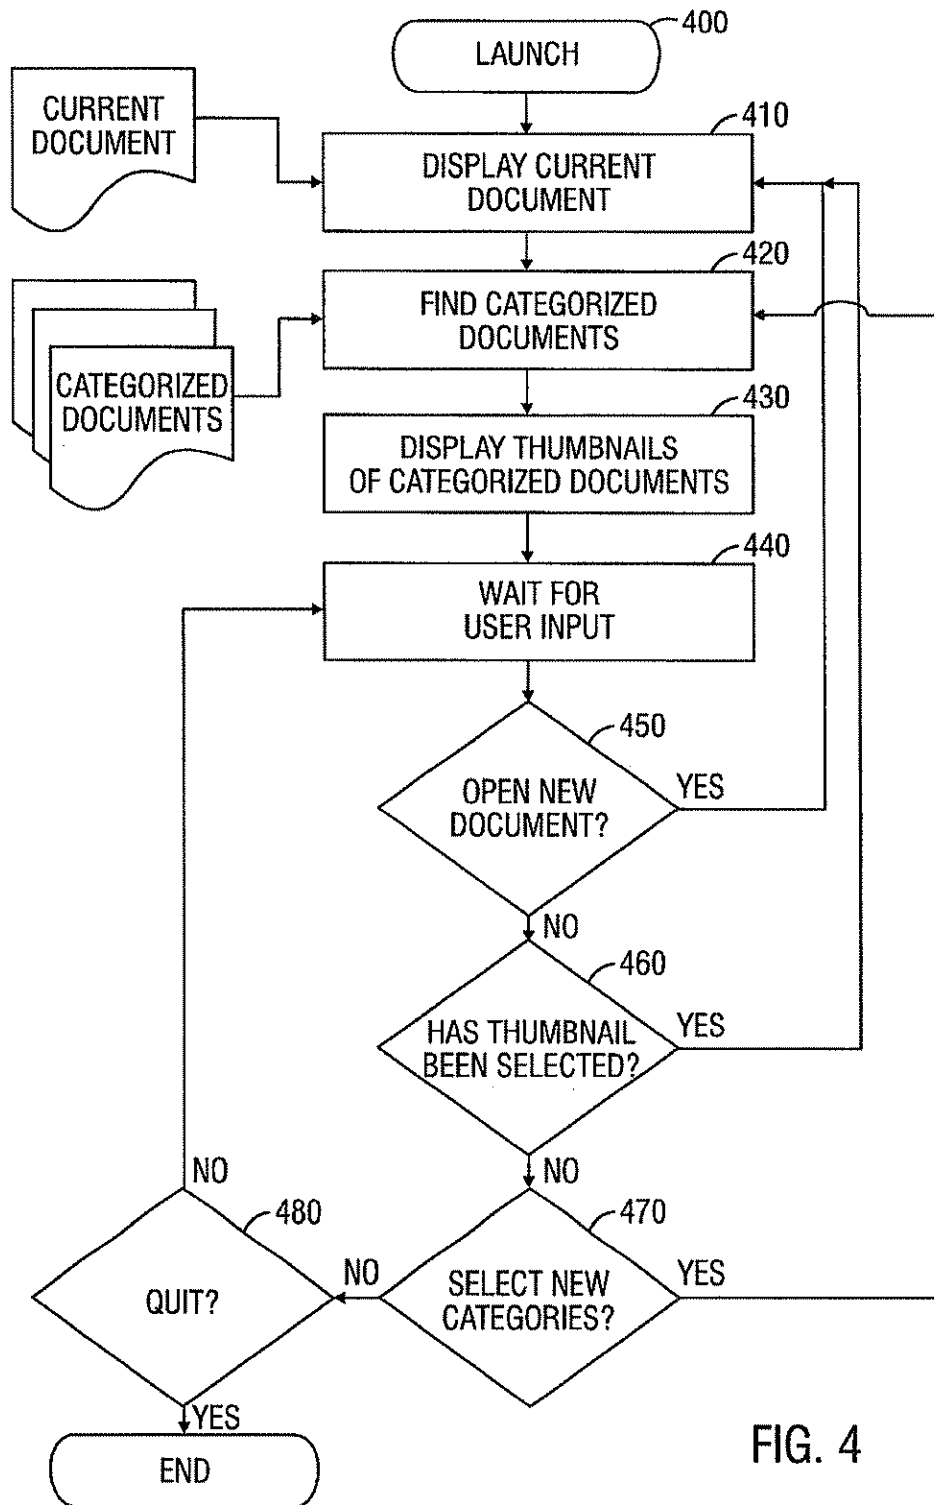 LAUNCH
400
CURRENT
DOCUMENT
410
DISPLAY CURRENT
DOCUMENT
420
FIND CATEGORIZED
DOCUMENTS
CATEGORIZED
DOCUMENTS
430
DISPLAY THUMBNAILS
OF CATEGORIZED DOCUMENTS
440
WAIT FOR
USER INPUT
450
OPEN NEW
DOCUMENT?
YES
NO
460
HAS THUMBNAIL
BEEN SELECTED?
YES
NO
470
SELECT NEW
CATEGORIES?
YES
NO
480
QUIT?
NO
YES
END
FIG. 4